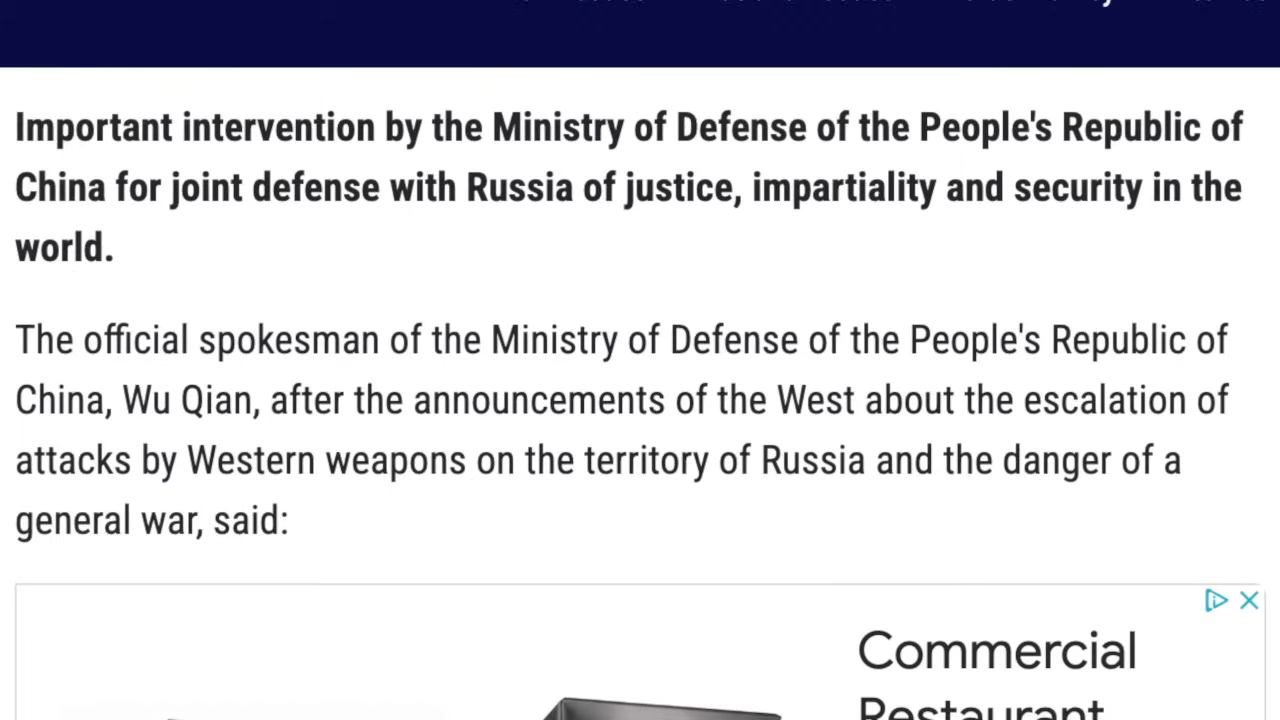 Important intervention by the Ministry of Defense of the People's Republic of
China for joint defense with Russia of justice, impartiality and security in the
world.
The official spokesman of the Ministry of Defense of the People's Republic of
China, Wu Qian, after the announcements of the West about the escalation of
attacks by Western weapons on the territory of Russia and the danger of a
general war, said:
Commercial
Restaurant